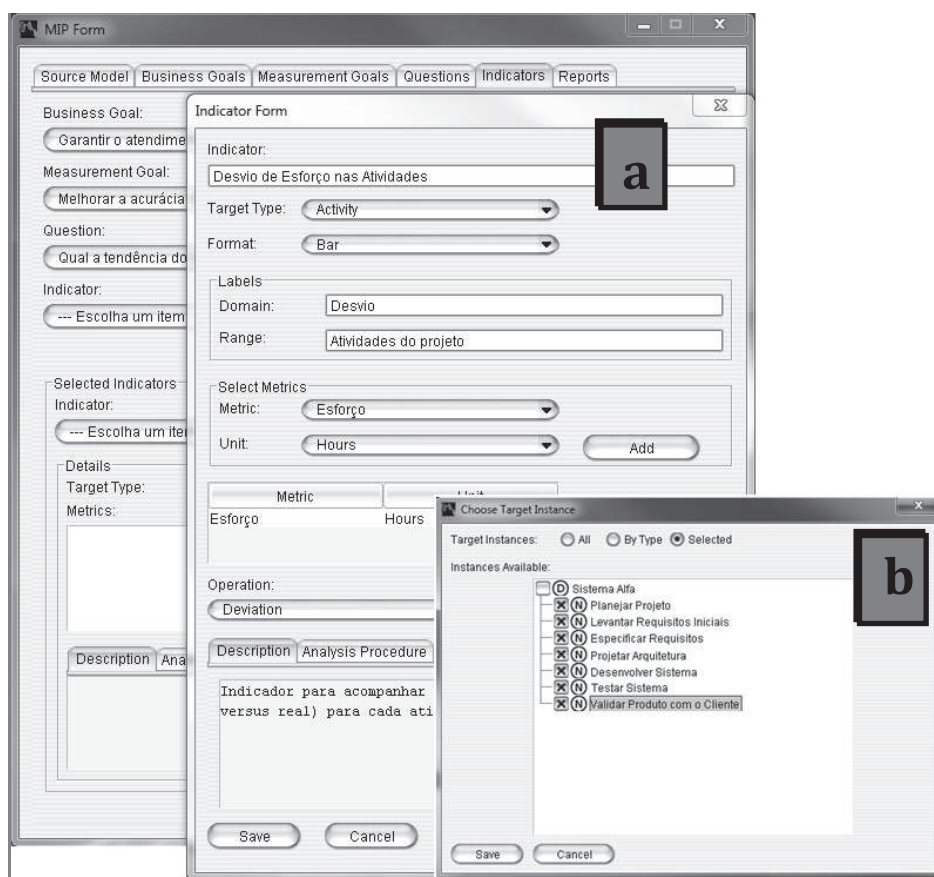 MIP Form
Source Model Business Goals Measurement Goals Questions Indicators Reports
Business Goal:
Garantir o atendime
Measurement Goal:
Melhorar a acurácia
Question:
Qual a tendência do
Indicator:
--- Escolha um item
Selected Indicators
Indicator:
--- Escolha um ite
Details
Target Type:
Metrics:
Description Ana
Indicator Form
a
Indicator:
Desvio de Esforço nas Atividades
Target Type: Activity
Format: Bar
Labels
Domain: Desvio
Range: Atividades do projeto
Select Metrics
Metric: Esforço
Unit: Hours Add
Metric
Esforço Hours
Operation:
Deviation
Description Analysis Procedure
Indicador para acompanhar
versus real) para cada ati
Save Cancel
Choose Target Instance
b
Target Instances: All By Type Selected
Instances Available:
D Sistema Alfa
N Planejar Projeto
N Levantar Requisitos Iniciais
N Especificar Requisitos
N Projetar Arquitetura
N Desenvolver Sistema
N Testar Sistema
N Validar Produto com o Cliente
Save Cancel